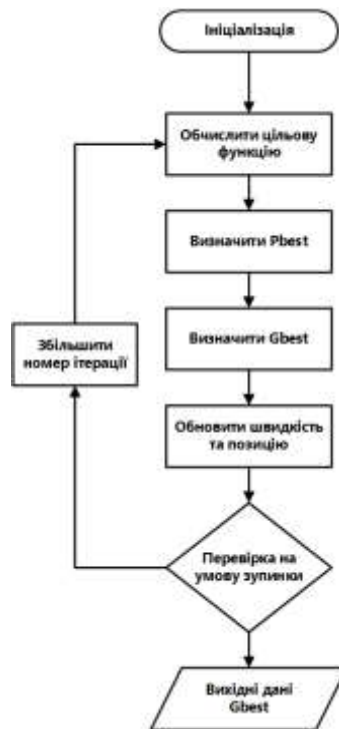 Ініціалізація
Обчислити цільову
функцію
Визначити Pbest
Визначити Gbest
Збільшити
номер ітерації
Обновити швидкість
та позицію
Перевірка на
умову зупинки
Вихідні дані
Gbest